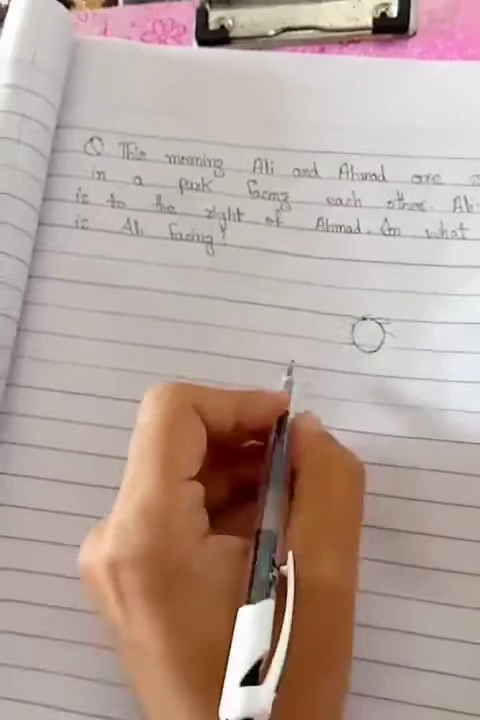 Q This morning Ali and Ahmad are
in a park facing each other. Ali
is to the right of Ahmad. In what
is Ali facing?